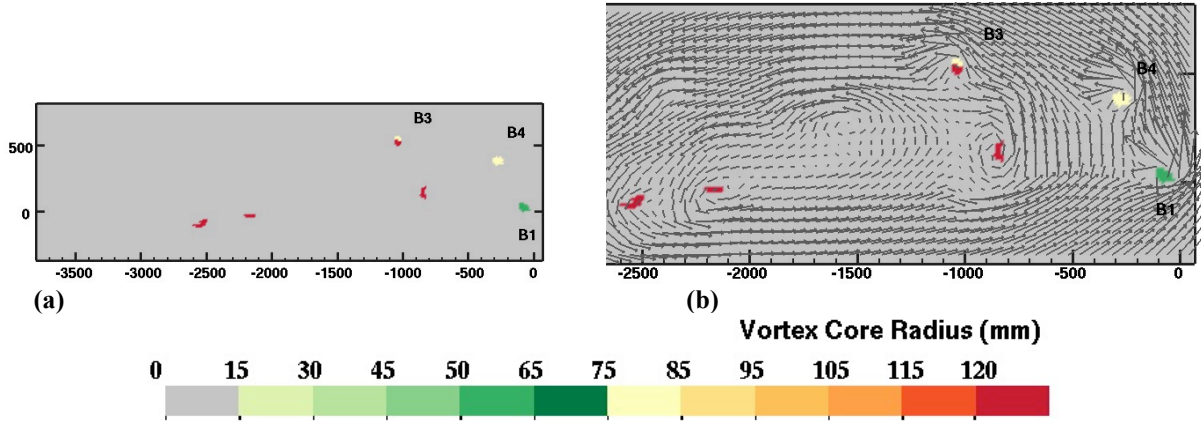 B3
B4
500
0
B1
-3500 -3000 -2500 -2000 -1500 -1000 -500 0
(a)
B3
B4
B1
-2500 -2000 -1500 -1000 -500 0
(b)
Vortex Core Radius (mm)
0 15 30 45 50 65 75 85 95 105 115 120